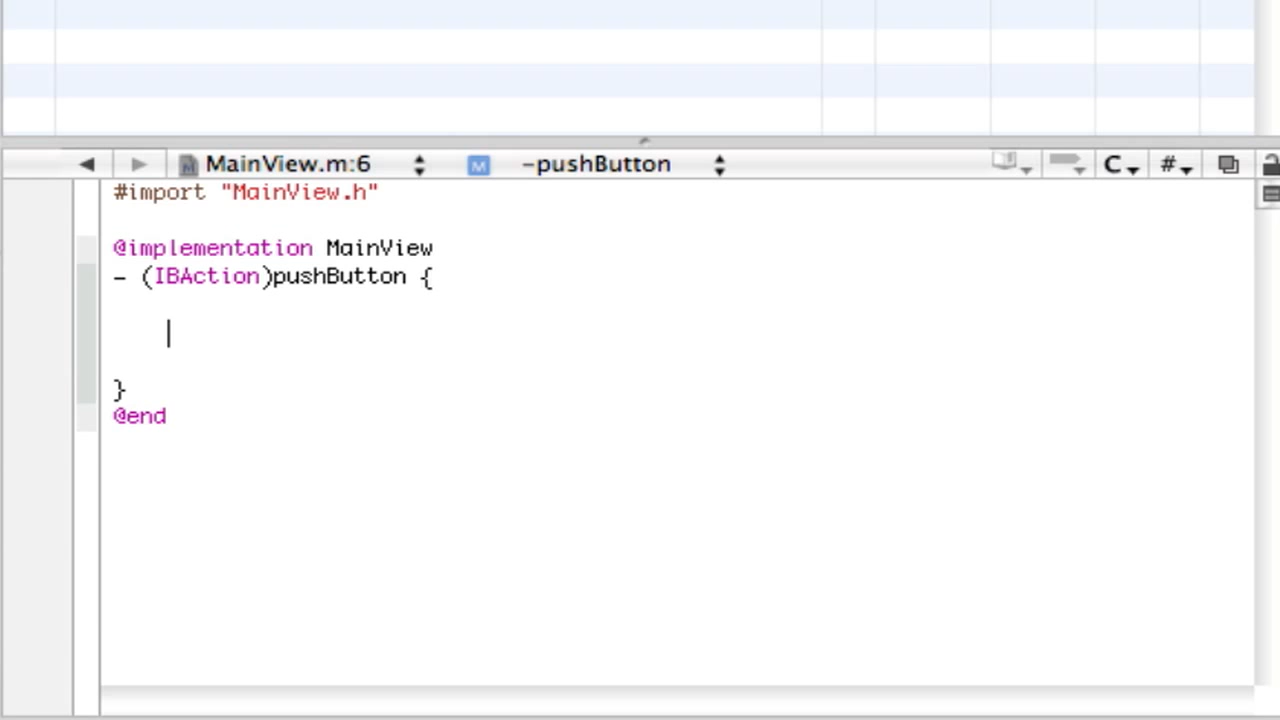 MainView.m:6 M -pushButton C #
#import "MainView.h"
@implementation MainView
- (IBAction)pushButton {
}
@end